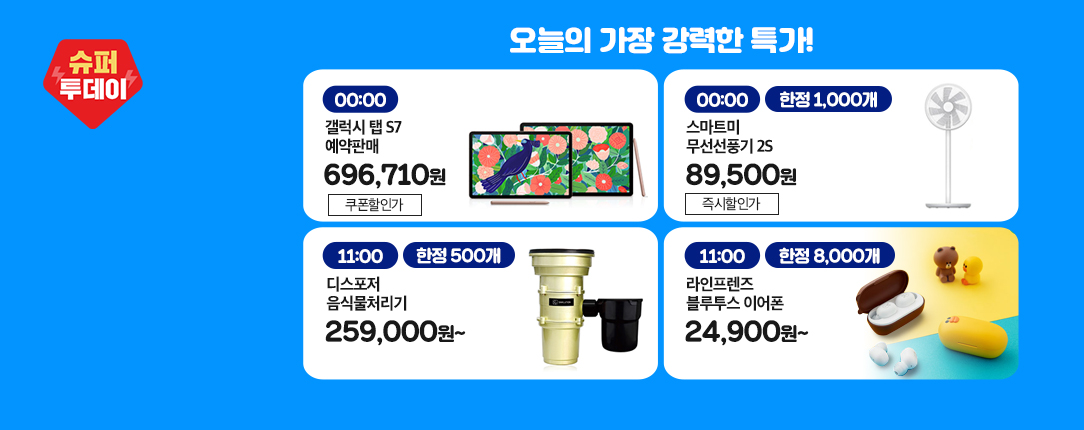 슈퍼
투데이
오늘의 가장 강력한 특가!
00:00
갤럭시 탭 S7
예약판매
696,710원
쿠폰할인가
00:00 한정 1,000개
스마트미
무선선풍기 2S
89,500원
즉시할인가
11:00 한정 500개
디스포저
음식물처리기
259,000원~
11:00 한정 8,000개
라인프렌즈
블루투스 이어폰
24,900원~